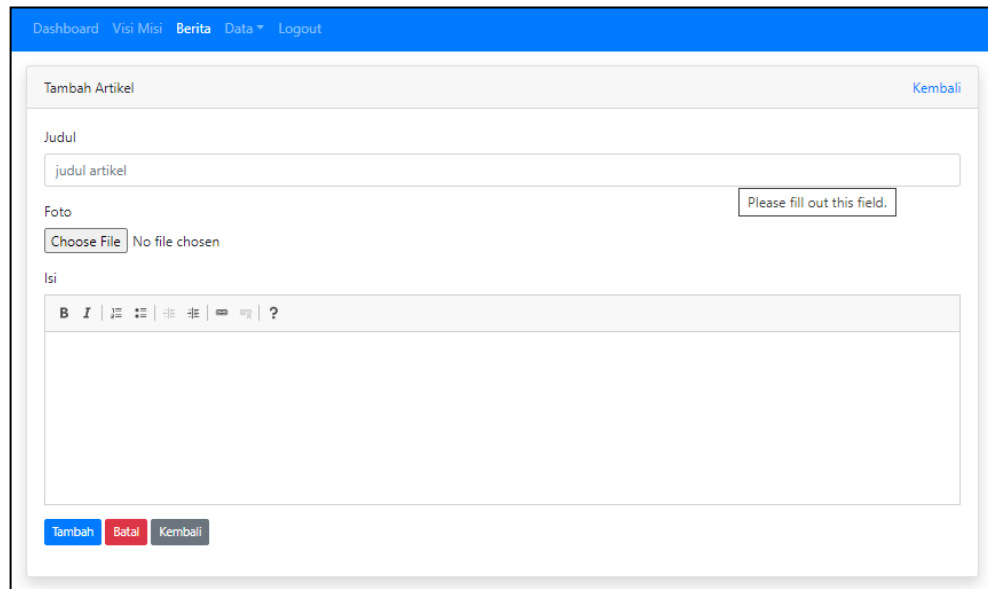 Dashboard Visi Misi Berita Data Logout
Tambah Artikel Kembali
Judul
judul artikel
Please fill out this field.
Foto
Choose File No file chosen
Isi
B I ?
Tambah Batal Kembali